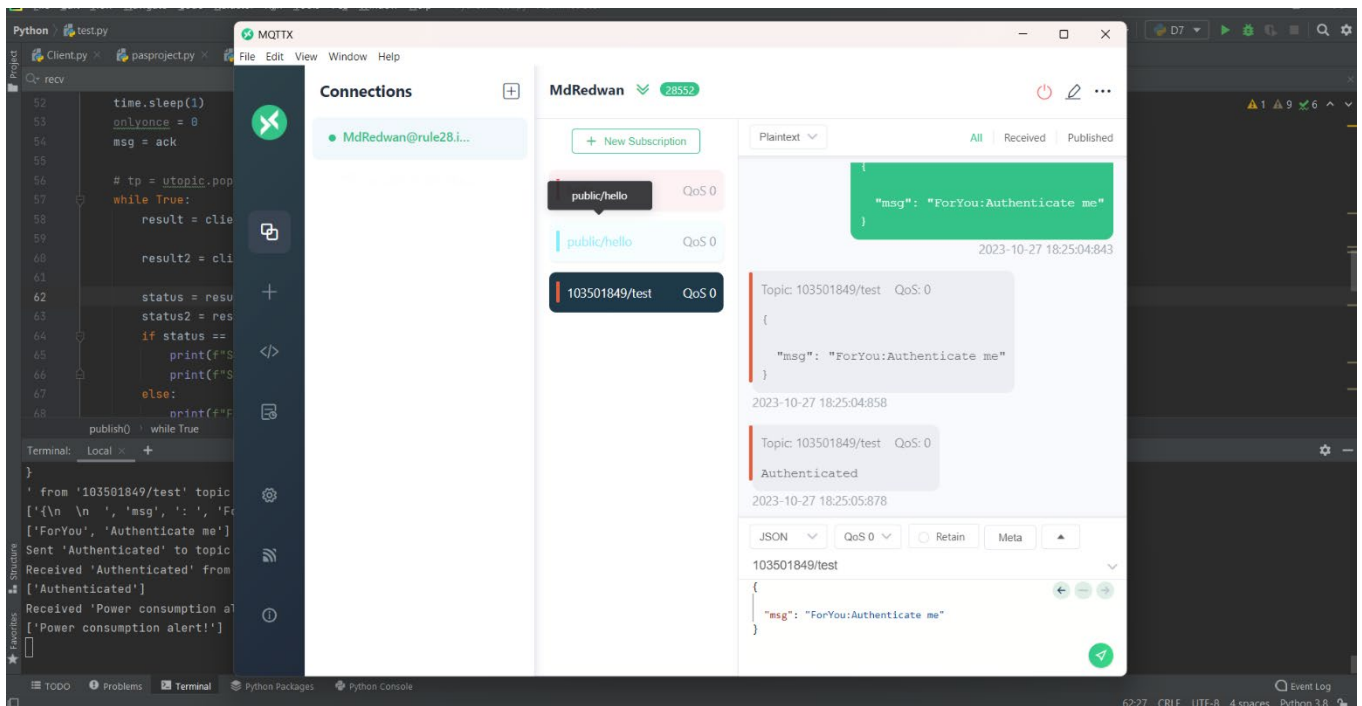 Python test.py
D7
Client.py
pasproject.py
recv
1 9 6
52 time.sleep(1)
53 onlyonce = 0
54 msg = ack
55
56 # tp = utopic.pop
57 while True:
58 result = clie
59
60 result2 = cli
61
62 status = resu
63 status2 = res
64 if status ==
65 print(f"S
66 print(f"S
67 else:
68 print(f"F
publish() while True
Terminal: Local
}
' from '103501849/test' topic
['{\n \n ', 'msg', ': ', 'Fo
['ForYou', 'Authenticate me']
Sent 'Authenticated' to topic
Received 'Authenticated' from
['Authenticated']
Received 'Power consumption al
['Power consumption alert!']
Project
Structure
Favorites
TODO Problems Terminal Python Packages Python Console
Event Log
62:27 CRLF UTF-8 4 spaces Python 3.8
MQTTX
File Edit View Window Help
Connections
MdRedwan@rule28.i...
MdRedwan 28552
+ New Subscription
QoS 0
public/hello
public/hello QoS 0
103501849/test QoS 0
Plaintext
All Received Published
{
"msg": "ForYou:Authenticate me"
}
2023-10-27 18:25:04:843
Topic: 103501849/test QoS: 0
{
"msg": "ForYou:Authenticate me"
}
2023-10-27 18:25:04:858
Topic: 103501849/test QoS: 0
Authenticated
2023-10-27 18:25:05:878
JSON QoS 0 Retain Meta
103501849/test
{
"msg": "ForYou:Authenticate me"
}